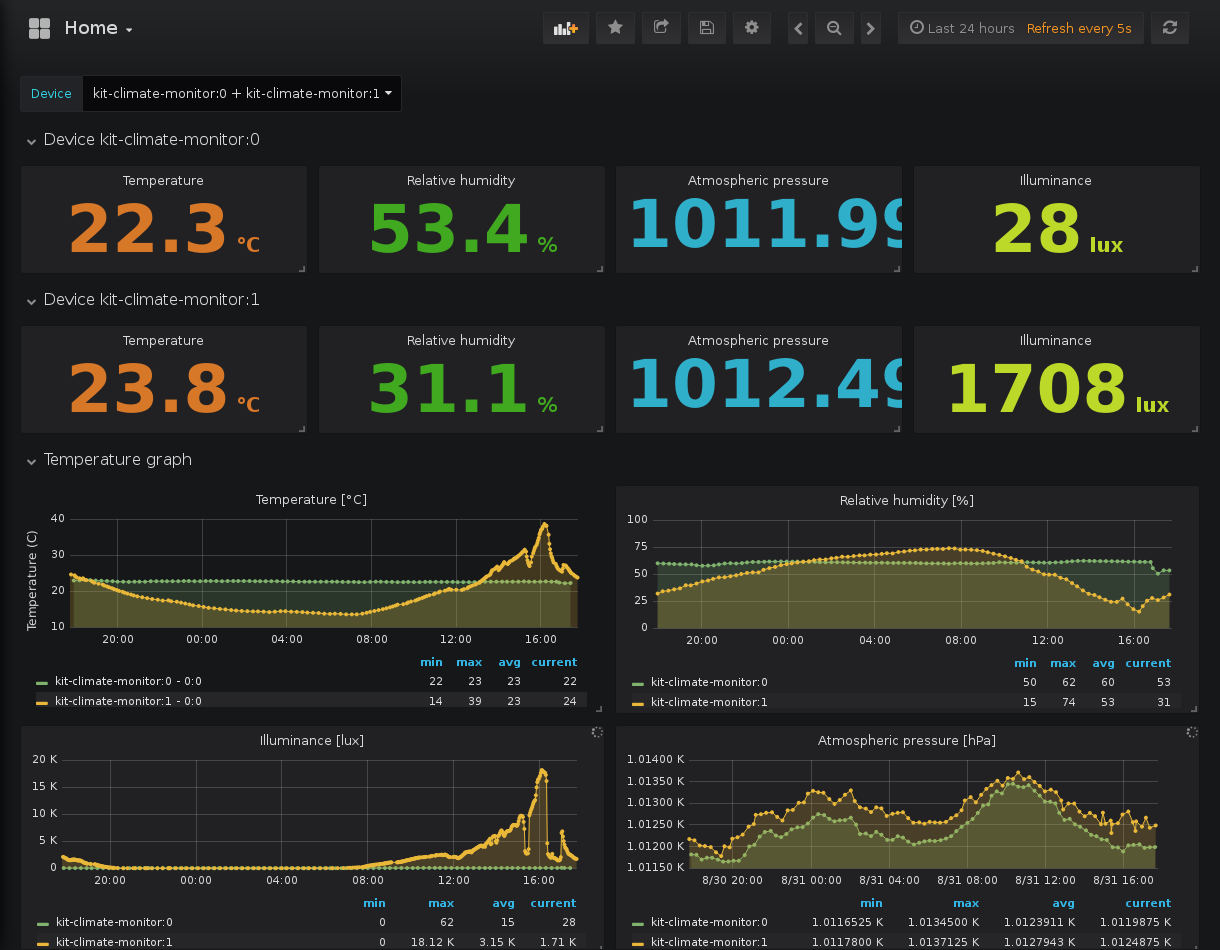 Home
Last 24 hours Refresh every 5s
Device kit-climate-monitor:0 + kit-climate-monitor:1
Device kit-climate-monitor:0
Temperature Relative humidity Atmospheric pressure Illuminance
22.3 °C 53.4 % 1011.99 28 lux
Device kit-climate-monitor:1
Temperature Relative humidity Atmospheric pressure Illuminance
23.8 °C 31.1 % 1012.49 1708 lux
Temperature graph
Temperature [°C]
Temperature (C)
40
30
20
10
20:00 00:00 04:00 08:00 12:00 16:00
min max avg current
kit-climate-monitor:0 - 0:0 22 23 23 22
kit-climate-monitor:1 - 0:0 14 39 23 24
Relative humidity [%]
100
75
50
25
0
20:00 00:00 04:00 08:00 12:00 16:00
min max avg current
kit-climate-monitor:0 50 62 60 53
kit-climate-monitor:1 15 74 53 31
Illuminance [lux]
20 K
15 K
10 K
5 K
0
20:00 00:00 04:00 08:00 12:00 16:00
min max avg current
kit-climate-monitor:0 0 62 15 28
kit-climate-monitor:1 0 18.12 K 3.15 K 1.71 K
Atmospheric pressure [hPa]
1.01400 K
1.01350 K
1.01300 K
1.01250 K
1.01200 K
1.01150 K
8/30 20:00 8/31 00:00 8/31 04:00 8/31 08:00 8/31 12:00 8/31 16:00
min max avg current
kit-climate-monitor:0 1.0116525 K 1.0134500 K 1.0123911 K 1.0119875 K
kit-climate-monitor:1 1.0117800 K 1.0137125 K 1.0127943 K 1.0124875 K